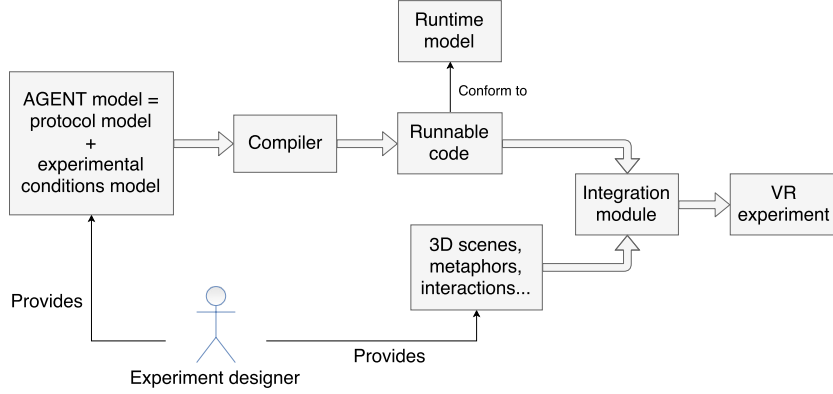 Runtime
model
Conform to
AGENT model =
protocol model
+
experimental
conditions model
Compiler
Runnable
code
Integration
module
VR
experiment
3D scenes,
metaphors,
interactions...
Provides
Provides
Experiment designer